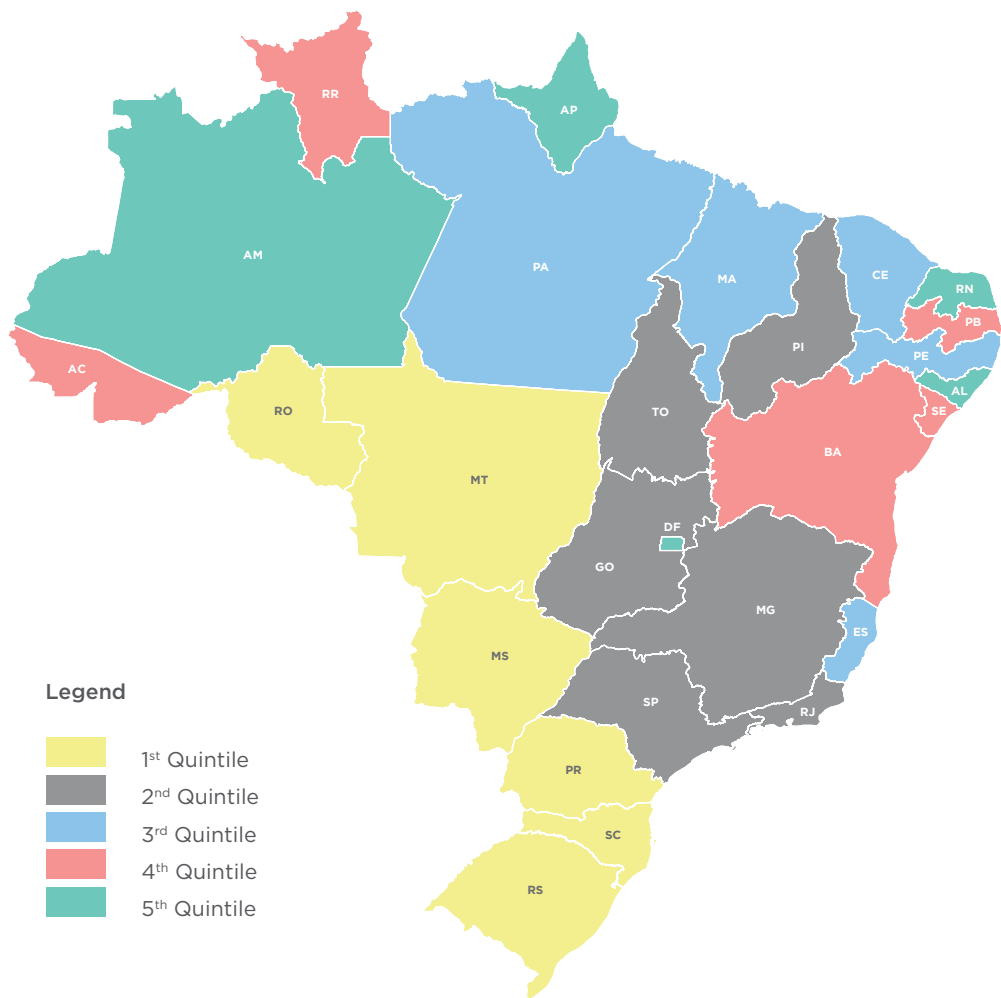 RR
AP
AM
PA
MA
CE
RN
PB
PI
PE
AC
AL
RO
TO
SE
BA
MT
DF
GO
MG
ES
MS
SP
RJ
PR
SC
RS
Legend
1st Quintile
2nd Quintile
3rd Quintile
4th Quintile
5th Quintile